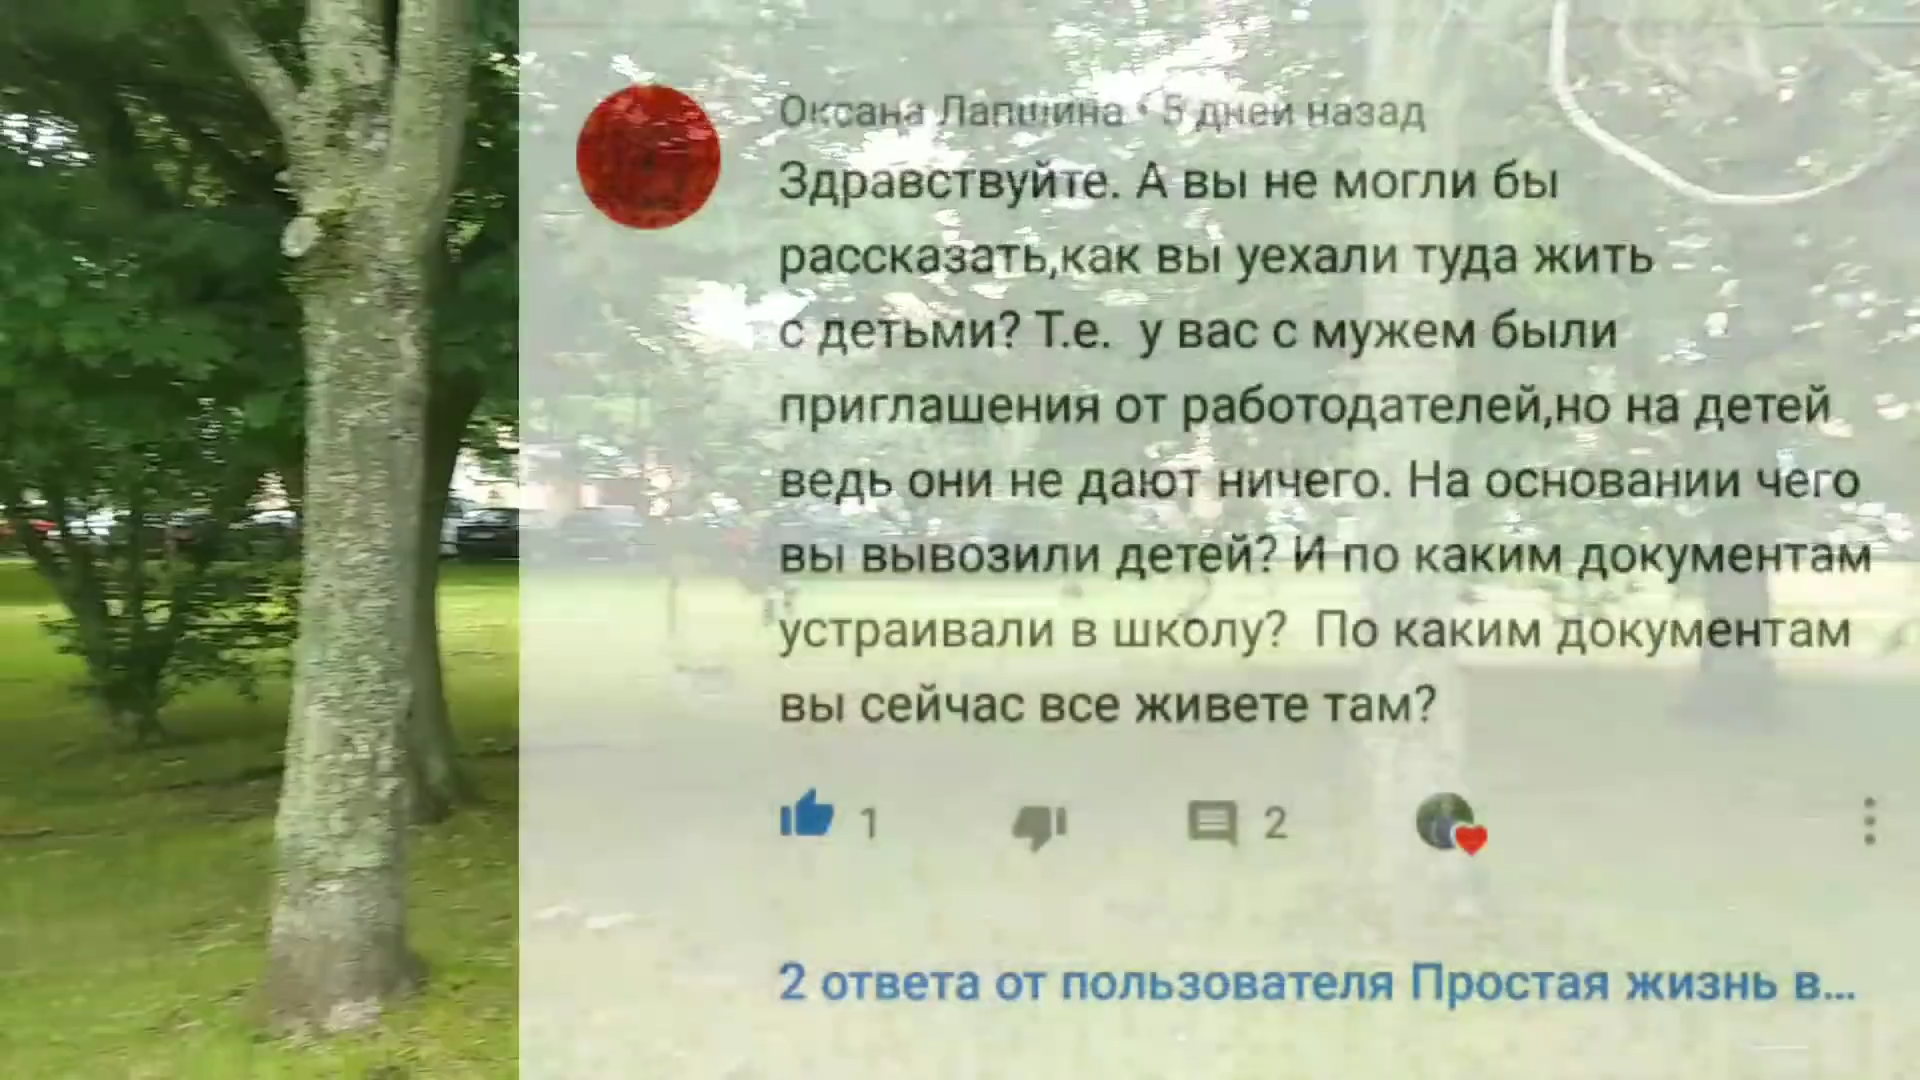 Оксана Лапшина • 5 дней назад
Здравствуйте. А вы не могли бы
рассказать,как вы уехали туда жить
с детьми? Т.е. у вас с мужем были
приглашения от работодателей,но на детей
ведь они не дают ничего. На основании чего
вы вывозили детей? И по каким документам
устраивали в школу? По каким документам
вы сейчас все живете там?
1 2
2 ответа от пользователя Простая жизнь в...